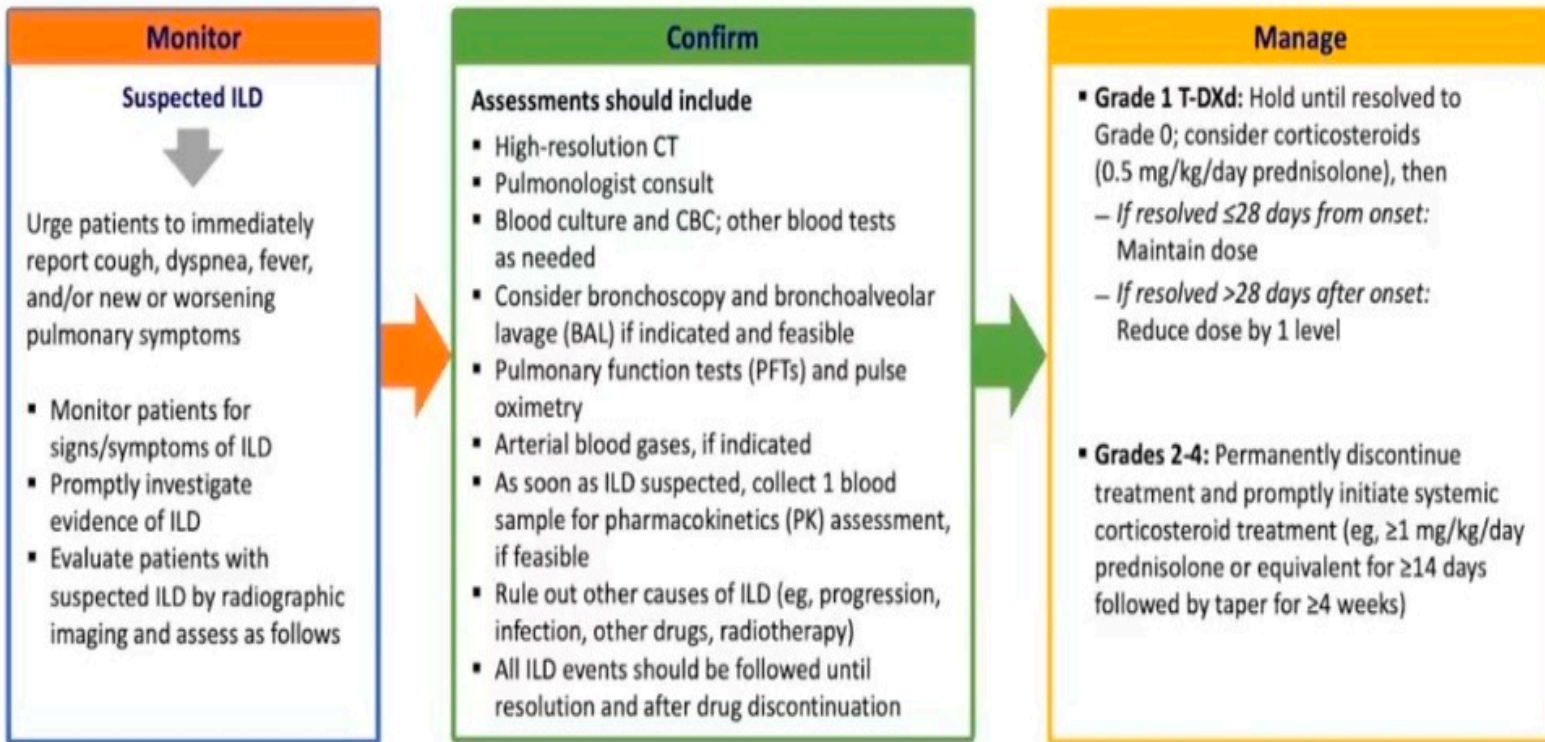 Monitor
Suspected ILD
Urge patients to immediately
report cough, dyspnea, fever,
and/or new or worsening
pulmonary symptoms
▪ Monitor patients for
signs/symptoms of ILD
▪ Promptly investigate
evidence of ILD
▪ Evaluate patients with
suspected ILD by radiographic
imaging and assess as follows
Confirm
Assessments should include
▪ High-resolution CT
▪ Pulmonologist consult
▪ Blood culture and CBC; other blood tests
as needed
▪ Consider bronchoscopy and bronchoalveolar
lavage (BAL) if indicated and feasible
▪ Pulmonary function tests (PFTs) and pulse
oximetry
▪ Arterial blood gases, if indicated
▪ As soon as ILD suspected, collect 1 blood
sample for pharmacokinetics (PK) assessment,
if feasible
▪ Rule out other causes of ILD (eg, progression,
infection, other drugs, radiotherapy)
▪ All ILD events should be followed until
resolution and after drug discontinuation
Manage
▪ Grade 1 T-DXd: Hold until resolved to
Grade 0; consider corticosteroids
(0.5 mg/kg/day prednisolone), then
– If resolved ≤28 days from onset:
Maintain dose
– If resolved >28 days after onset:
Reduce dose by 1 level
▪ Grades 2-4: Permanently discontinue
treatment and promptly initiate systemic
corticosteroid treatment (eg, ≥1 mg/kg/day
prednisolone or equivalent for ≥14 days
followed by taper for ≥4 weeks)